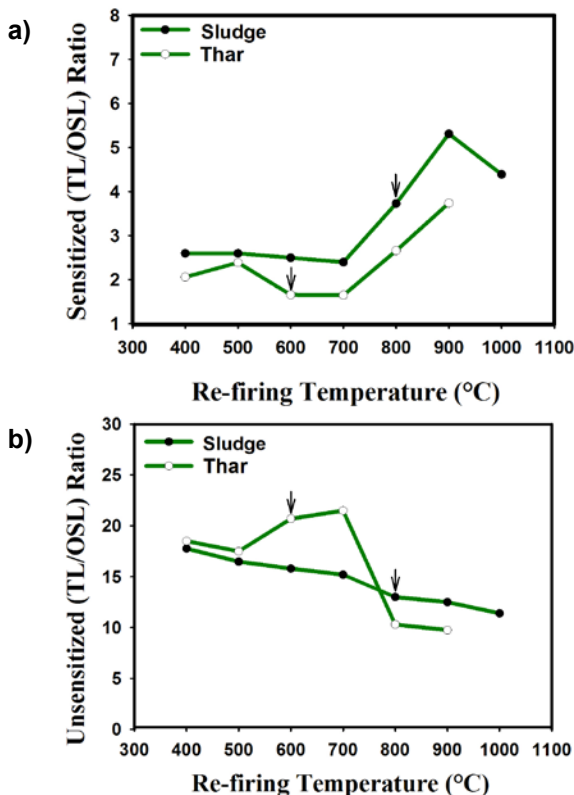 a)
Sludge
Thar
Sensitized (TL/OSL) Ratio
8
7
6
5
4
3
2
1
300 400 500 600 700 800 900 1000 1100
Re-firing Temperature (°C)
b)
Sludge
Thar
Unsensitized (TL/OSL) Ratio
30
25
20
15
10
5
0
300 400 500 600 700 800 900 1000 1100
Re-firing Temperature (°C)